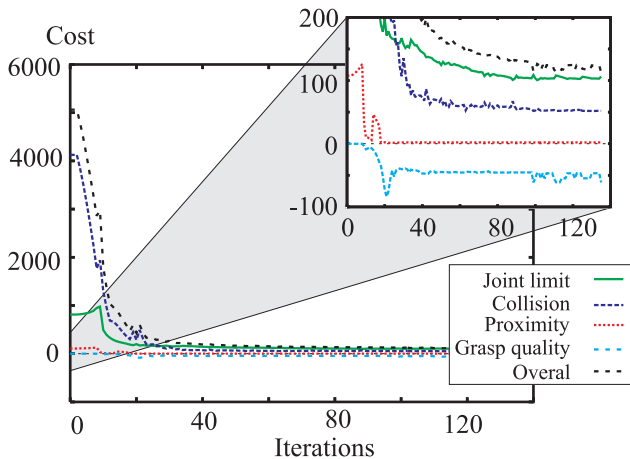 Cost
6000
4000
2000
0
0 40 80 120
Iterations
200
100
0
-100
0 40 80 120
Joint limit
Collision
Proximity
Grasp quality
Overal